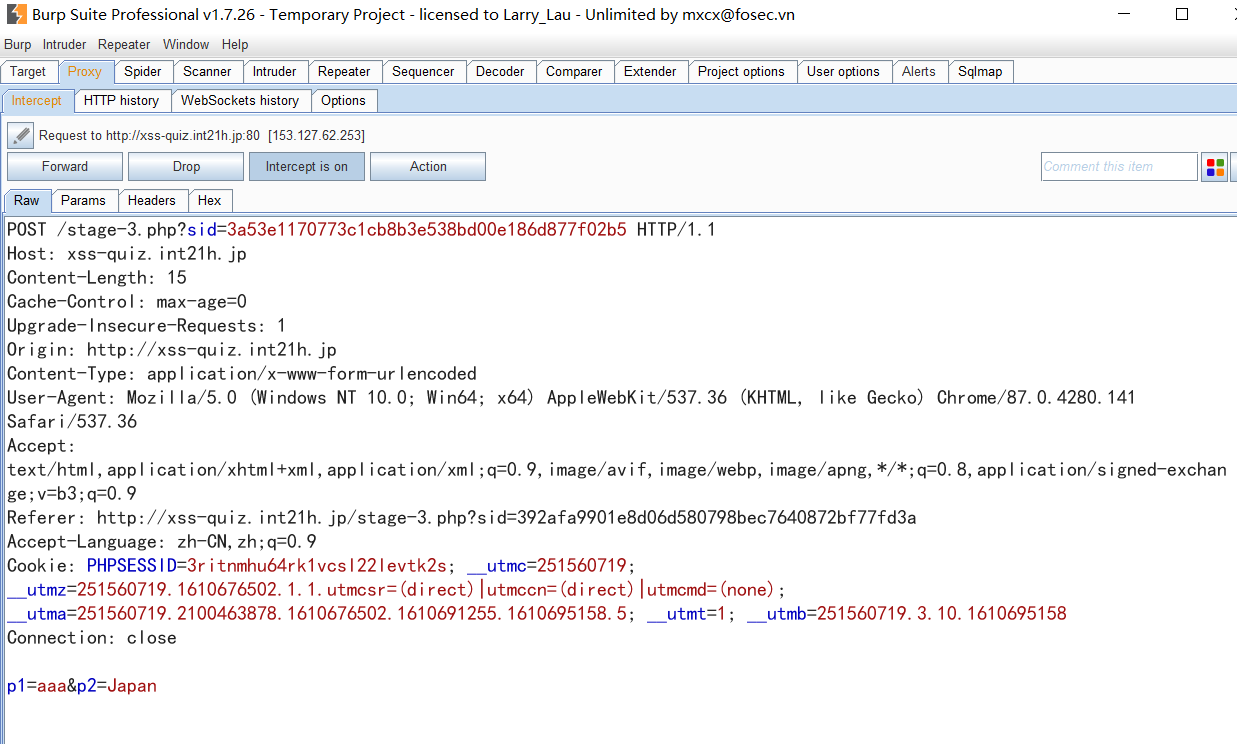 Burp Suite Professional v1.7.26 - Temporary Project - licensed to Larry_Lau - Unlimited by mxcx@fosec.vn
Burp Intruder Repeater Window Help
Target Proxy Spider Scanner Intruder Repeater Sequencer Decoder Comparer Extender Project options User options Alerts Sqlmap
Intercept HTTP history WebSockets history Options
Request to http://xss-quiz.int21h.jp:80 [153.127.62.253]
Forward Drop Intercept is on Action Comment this item
Raw Params Headers Hex
POST /stage-3.php?sid=3a53e1170773c1cb8b3e538bd00e186d877f02b5 HTTP/1.1
Host: xss-quiz.int21h.jp
Content-Length: 15
Cache-Control: max-age=0
Upgrade-Insecure-Requests: 1
Origin: http://xss-quiz.int21h.jp
Content-Type: application/x-www-form-urlencoded
User-Agent: Mozilla/5.0 (Windows NT 10.0; Win64; x64) AppleWebKit/537.36 (KHTML, like Gecko) Chrome/87.0.4280.141
Safari/537.36
Accept:
text/html,application/xhtml+xml,application/xml;q=0.9,image/avif,image/webp,image/apng,*/*;q=0.8,application/signed-exchan
ge;v=b3;q=0.9
Referer: http://xss-quiz.int21h.jp/stage-3.php?sid=392afa9901e8d06d580798bec7640872bf77fd3a
Accept-Language: zh-CN,zh;q=0.9
Cookie: PHPSESSID=3ritnmhu64rk1vcsl22levtk2s; __utmc=251560719;
__utmz=251560719.1610676502.1.1.utmcsr=(direct)|utmccn=(direct)|utmcmd=(none);
__utma=251560719.2100463878.1610676502.1610691255.1610695158.5; __utmt=1; __utmb=251560719.3.10.1610695158
Connection: close
p1=aaa&p2=Japan